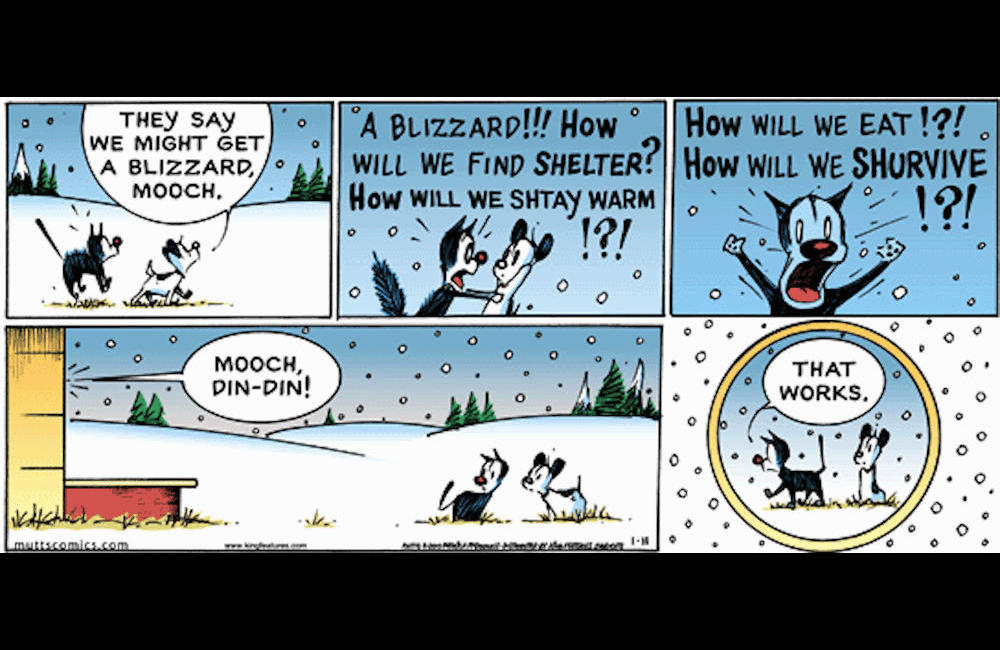 THEY SAY
WE MIGHT GET
A BLIZZARD,
MOOCH.
A BLIZZARD!!! HOW
WILL WE FIND SHELTER?
HOW WILL WE SHTAY WARM
!?!
HOW WILL WE EAT !?!
HOW WILL WE SHURVIVE
!?!
MOOCH,
DIN-DIN!
THAT
WORKS.
muttscomics.com
www.kingfeatures.com
1-18